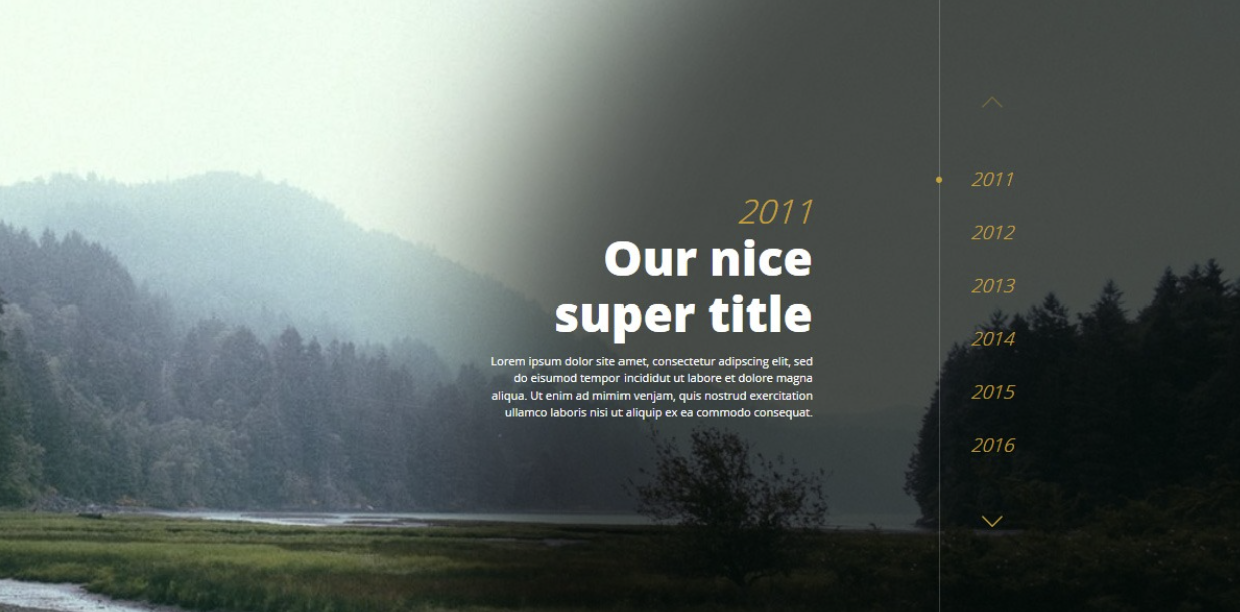 2011
Our nice
super title
Lorem ipsum dolor site amet, consectetur adipscing elit, sed
do eisumod tempor incididut ut labore et dolore magna
aliqua. Ut enim ad mimim venjam, quis nostrud exercitation
ullamco laboris nisi ut aliquip ex ea commodo consequat.
2011
2012
2013
2014
2015
2016